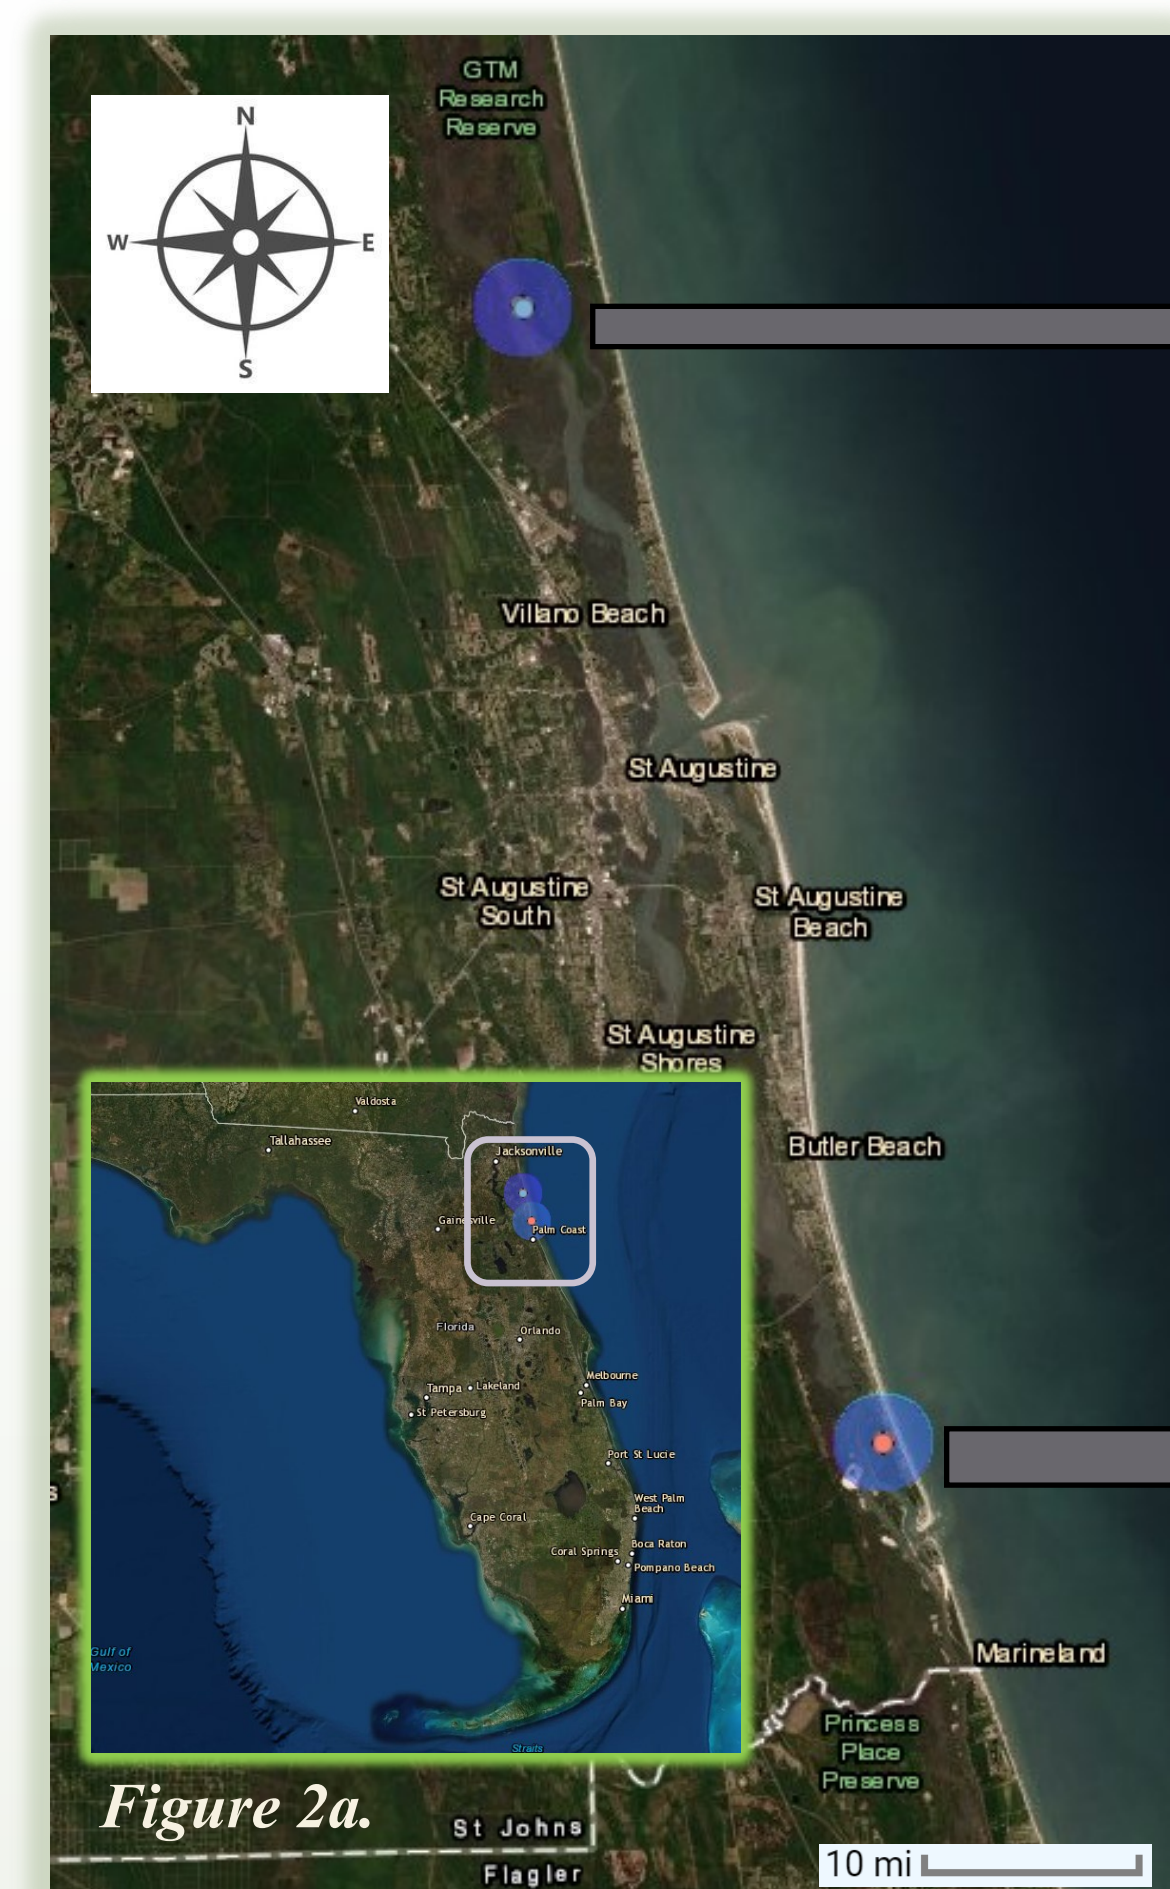 GTM
Research
Reserve
N
W
E
S
Villano Beach
St Augustine
St Augustine
South
St Augustine
Beach
St Augustine
Shores
Butler Beach
Valdosta
Tallahassee
Jacksonville
Gainesville
Palm Coast
Florida
Orlando
Melbourne
Tampa
Lakeland
Palm Bay
St Petersburg
Port St Lucie
West Palm
Beach
Cape Coral
Boca Raton
Coral Springs
Pompano Beach
Miami
Gulf of
Mexico
Straits
s
Marineland
Princess
Place
Preserve
Figure 2a.
St Johns
Flagler
10 mi